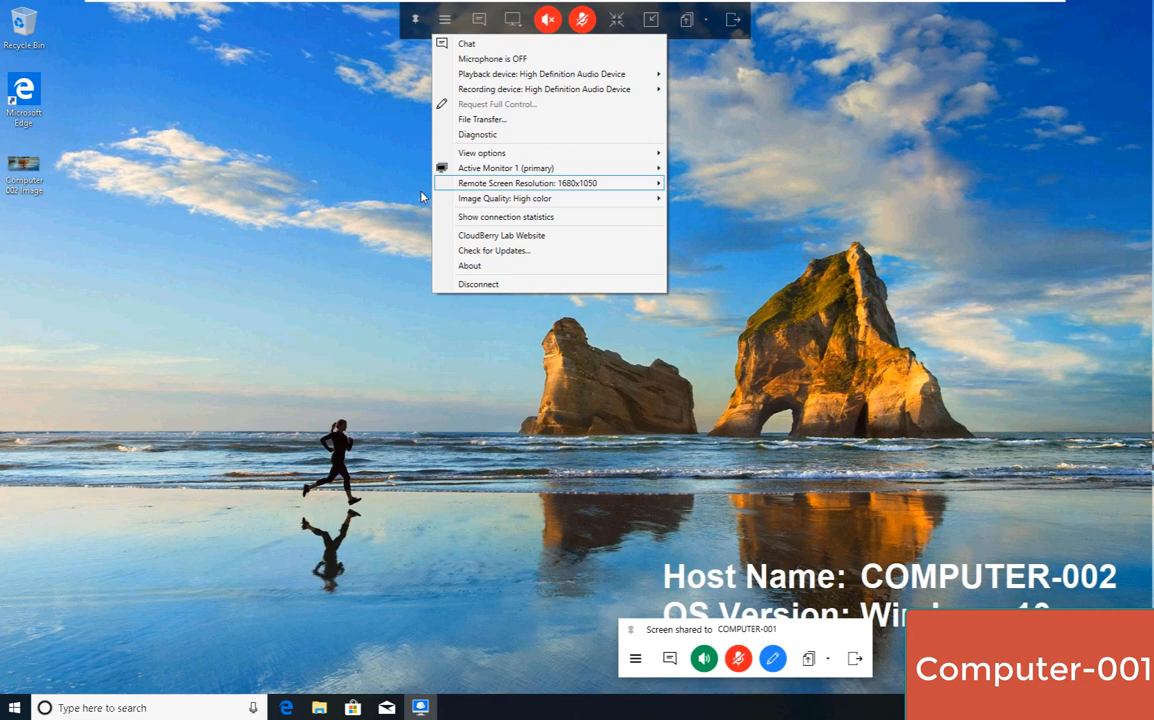 Recycle Bin
Microsoft
Edge
Computer
002 Image
Chat
Microphone is OFF
Playback device: High Definition Audio Device
Recording device: High Definition Audio Device
Request Full Control...
File Transfer...
Diagnostic
View options
Active Monitor 1 (primary)
Remote Screen Resolution: 1680x1050
Image Quality: High color
Show connection statistics
CloudBerry Lab Website
Check for Updates...
About
Disconnect
Host Name: COMPUTER-002
OS Version:
Screen shared to COMPUTER-001
Computer-001
Type here to search